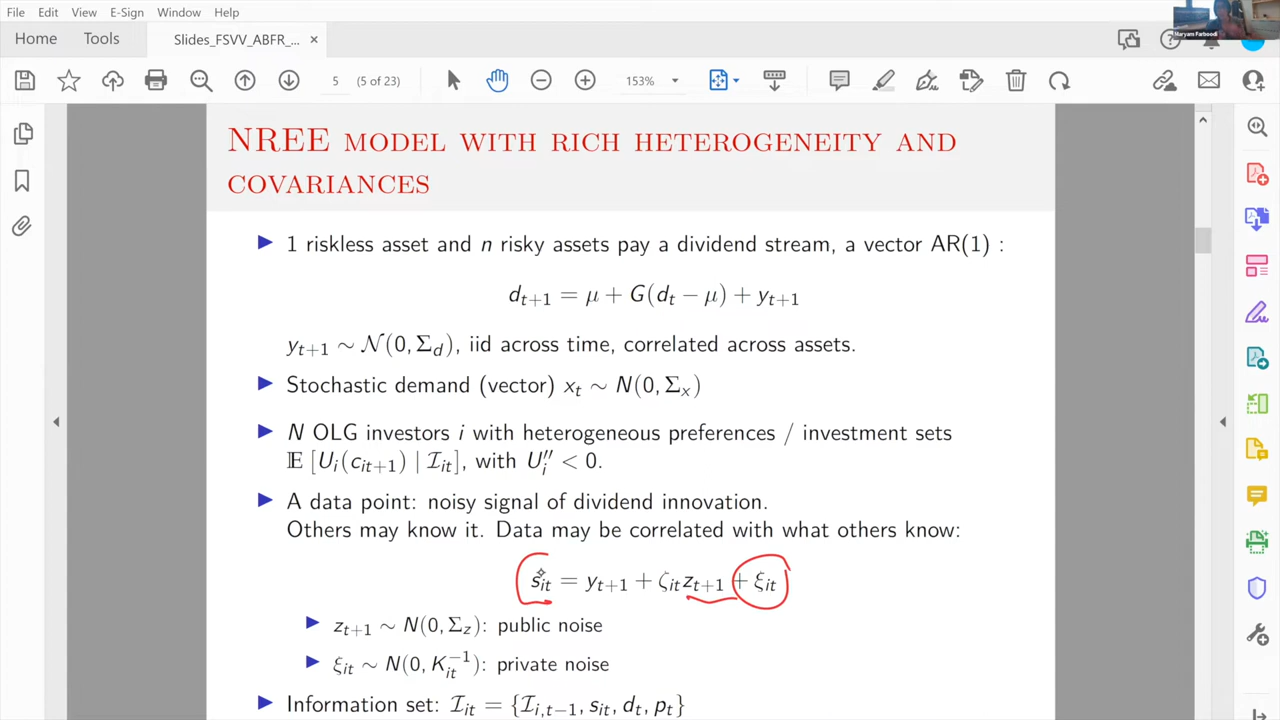 File Edit View E-Sign Window Help
Home Tools Slides_FSVV_ABFR_... ×
Maryam Farboodi
5 (5 of 23) 153%
NREE MODEL WITH RICH HETEROGENEITY AND
COVARIANCES
1 riskless asset and n risky assets pay a dividend stream, a vector AR(1) :
d_{t+1} = μ + G(d_t − μ) + y_{t+1}
y_{t+1} ∼ 𝒩(0, Σ_d), iid across time, correlated across assets.
Stochastic demand (vector) x_t ∼ N(0, Σ_x)
N OLG investors i with heterogeneous preferences / investment sets
𝔼 [U_i(c_{it+1}) | ℐ_{it}], with U_i'' < 0.
A data point: noisy signal of dividend innovation.
Others may know it. Data may be correlated with what others know:
s_{it} = y_{t+1} + ζ_{it}z_{t+1} + ξ_{it}
z_{t+1} ∼ N(0, Σ_z): public noise
ξ_{it} ∼ N(0, K_{it}^{−1}): private noise
Information set: ℐ_{it} = {ℐ_{i,t−1}, s_{it}, d_t, p_t}